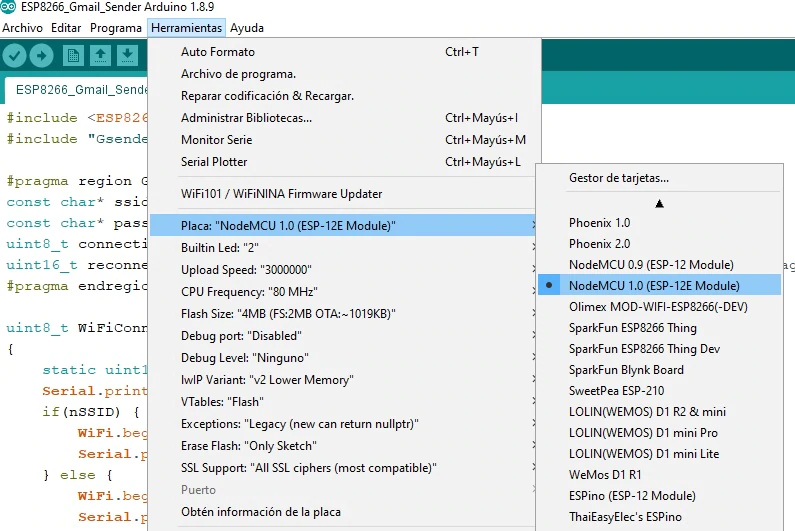 ESP8266_Gmail_Sender Arduino 1.8.9
Archivo Editar Programa Herramientas Ayuda
Auto Formato Ctrl+T
Archivo de programa.
Reparar codificación & Recargar.
Administrar Bibliotecas... Ctrl+Mayús+I
Monitor Serie Ctrl+Mayús+M
Serial Plotter Ctrl+Mayús+L
WiFi101 / WiFiNINA Firmware Updater
Placa: "NodeMCU 1.0 (ESP-12E Module)"
Builtin Led: "2"
Upload Speed: "3000000"
CPU Frequency: "80 MHz"
Flash Size: "4MB (FS:2MB OTA:~1019KB)"
Debug port: "Disabled"
Debug Level: "Ninguno"
lwIP Variant: "v2 Lower Memory"
VTables: "Flash"
Exceptions: "Legacy (new can return nullptr)"
Erase Flash: "Only Sketch"
SSL Support: "All SSL ciphers (most compatible)"
Puerto
Obtén información de la placa
Gestor de tarjetas...
Phoenix 1.0
Phoenix 2.0
NodeMCU 0.9 (ESP-12 Module)
NodeMCU 1.0 (ESP-12E Module)
Olimex MOD-WIFI-ESP8266(-DEV)
SparkFun ESP8266 Thing
SparkFun ESP8266 Thing Dev
SparkFun Blynk Board
SweetPea ESP-210
LOLIN(WEMOS) D1 R2 & mini
LOLIN(WEMOS) D1 mini Pro
LOLIN(WEMOS) D1 mini Lite
WeMos D1 R1
ESPino (ESP-12 Module)
ThaiEasyElec's ESPino
ESP8266_Gmail_Sende
#include <ESP826
#include "Gsende
#pragma region G
const char* ssi
const char* pass
uint8_t connecti
uint16_t reconne
#pragma endregio
uint8_t WiFiConn
{
static uint1
Serial.print
if(nSSID) {
WiFi.beg
Serial.p
} else {
WiFi.beg
Serial.p